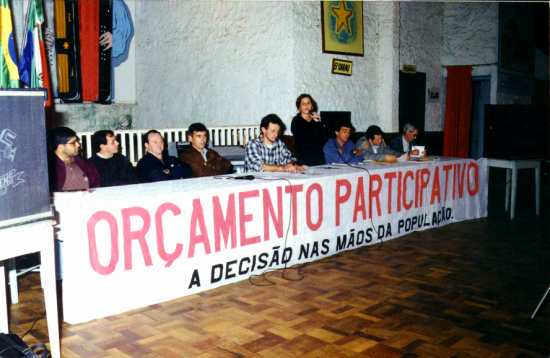 ORÇAMENTO PARTICIPATIVO
A DECISÃO NAS MÃOS DA POPULAÇÃO.